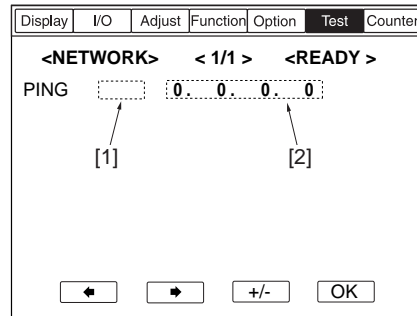 Display I/O Adjust Function Option Test Counter
<NETWORK> < 1/1 > <READY >
PING 0. 0. 0. 0
[1] [2]
+/- OK